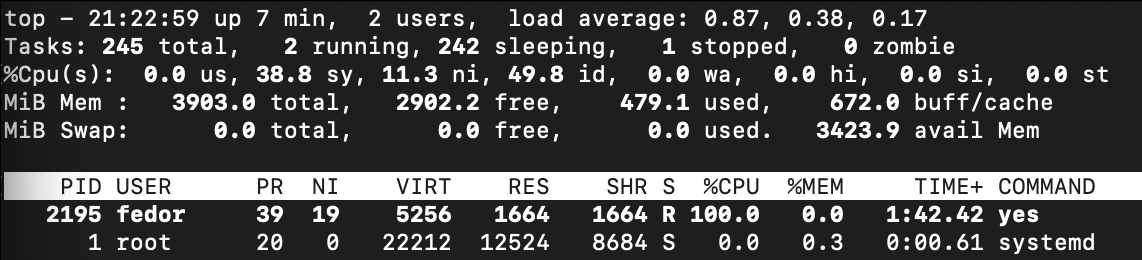 top - 21:22:59 up 7 min,  2 users,  load average: 0.87, 0.38, 0.17
Tasks: 245 total,   2 running, 242 sleeping,   1 stopped,   0 zombie
%Cpu(s):  0.0 us, 38.8 sy, 11.3 ni, 49.8 id,  0.0 wa,  0.0 hi,  0.0 si,  0.0 st
MiB Mem :   3903.0 total,   2902.2 free,    479.1 used,    672.0 buff/cache
MiB Swap:      0.0 total,      0.0 free,      0.0 used.   3423.9 avail Mem
PID USER      PR  NI    VIRT    RES    SHR S  %CPU  %MEM     TIME+ COMMAND
2195 fedor     39  19    5256   1664   1664 R 100.0   0.0   1:42.42 yes
1 root      20   0   22212  12524   8684 S   0.0   0.3   0:00.61 systemd